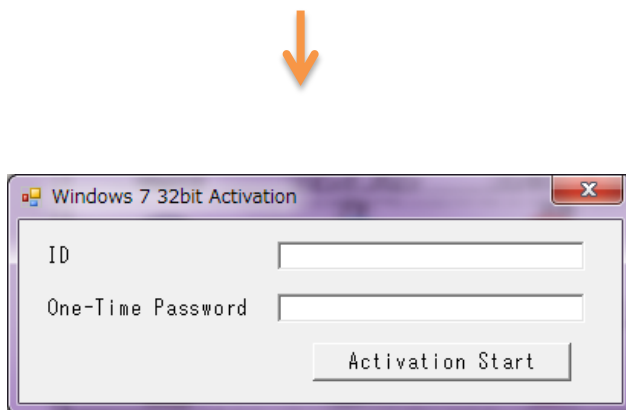 Windows 7 32bit Activation
ID
One-Time Password
Activation Start